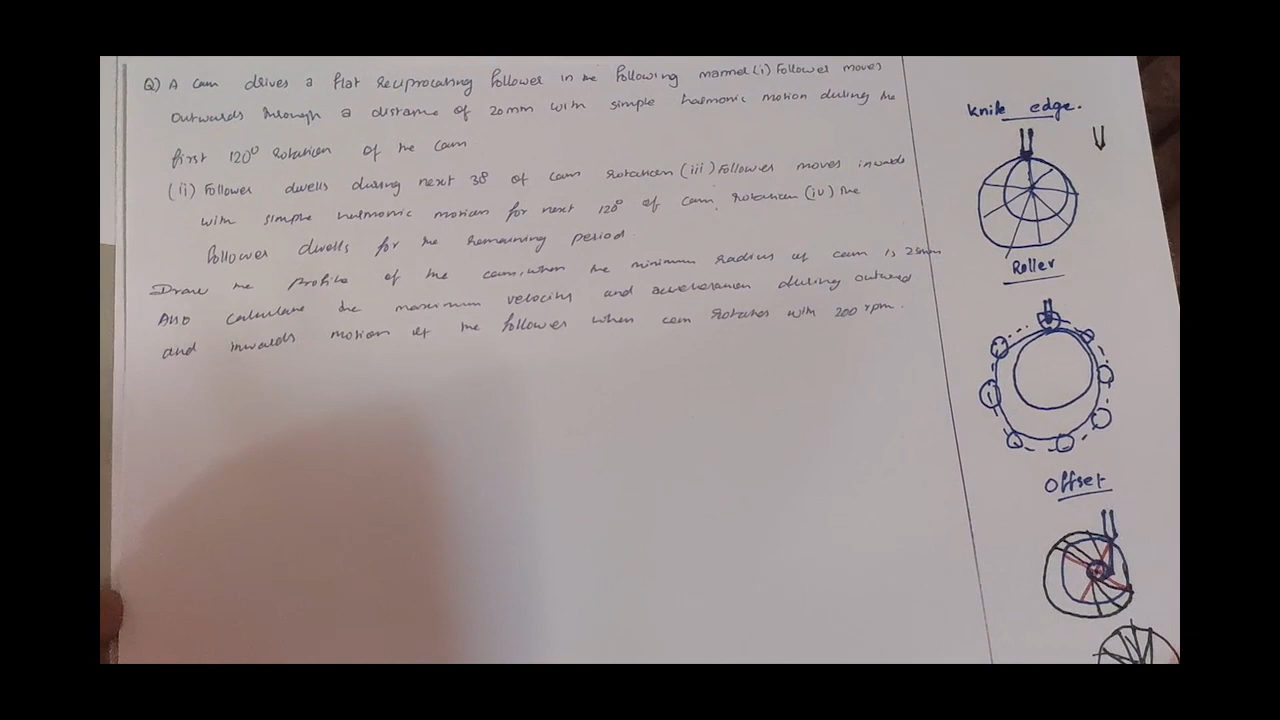 Q) A cam drives a flat reciprocating follower in the following manner (i) Follower moves
outwards through a distance of 20mm with simple harmonic motion during the
first 120° rotation of the cam
(ii) Follower dwells during next 30° of cam rotation (iii) Follower moves inwards
with simple harmonic motion for next 120° of cam rotation (iv) The
follower dwells for the remaining period.
Draw the profile of the cam, when the minimum radius of cam is 25mm
Also calculate the maximum velocity and acceleration during outward
and inwards motion of the follower when cam rotates with 200 rpm.
Knife edge.
Roller
Offset